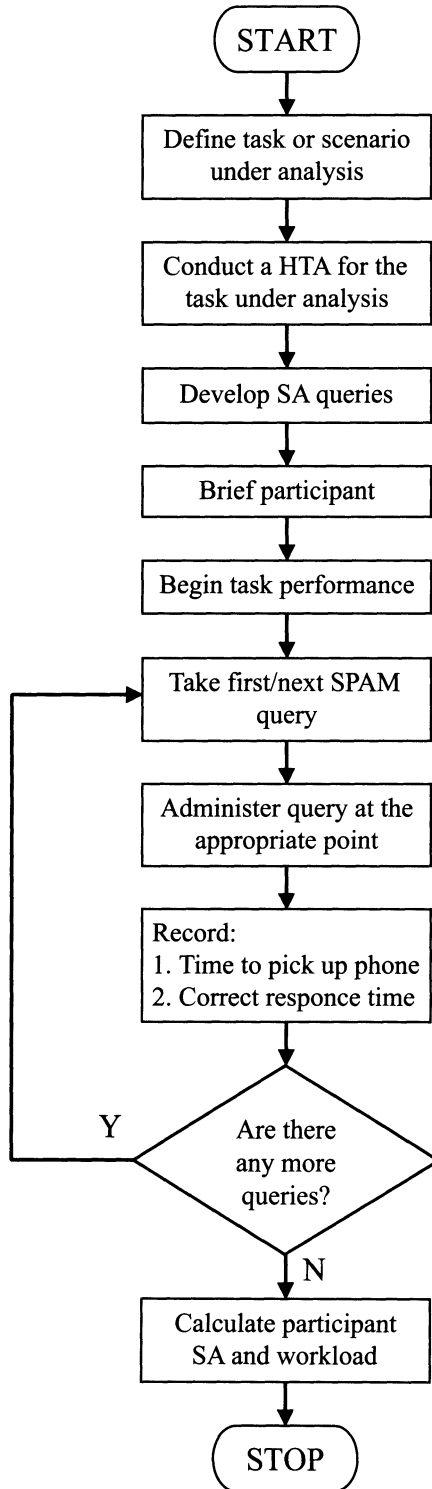 START
Define task or scenario
under analysis
Conduct a HTA for the
task under analysis
Develop SA queries
Brief participant
Begin task performance
Take first/next SPAM
query
Administer query at the
appropriate point
Record:
1. Time to pick up phone
2. Correct responce time
Y
Are there
any more
queries?
N
Calculate participant
SA and workload
STOP